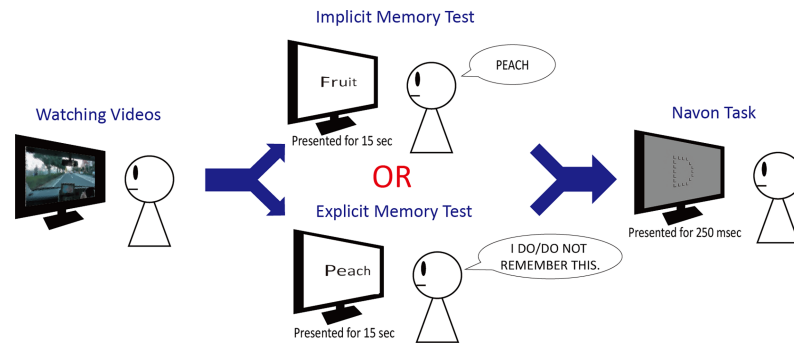 Implicit Memory Test
Fruit
PEACH
Presented for 15 sec
Watching Videos
OR
Navon Task
D
Presented for 250 msec
Explicit Memory Test
Peach
I DO/DO NOT
REMEMBER THIS.
Presented for 15 sec